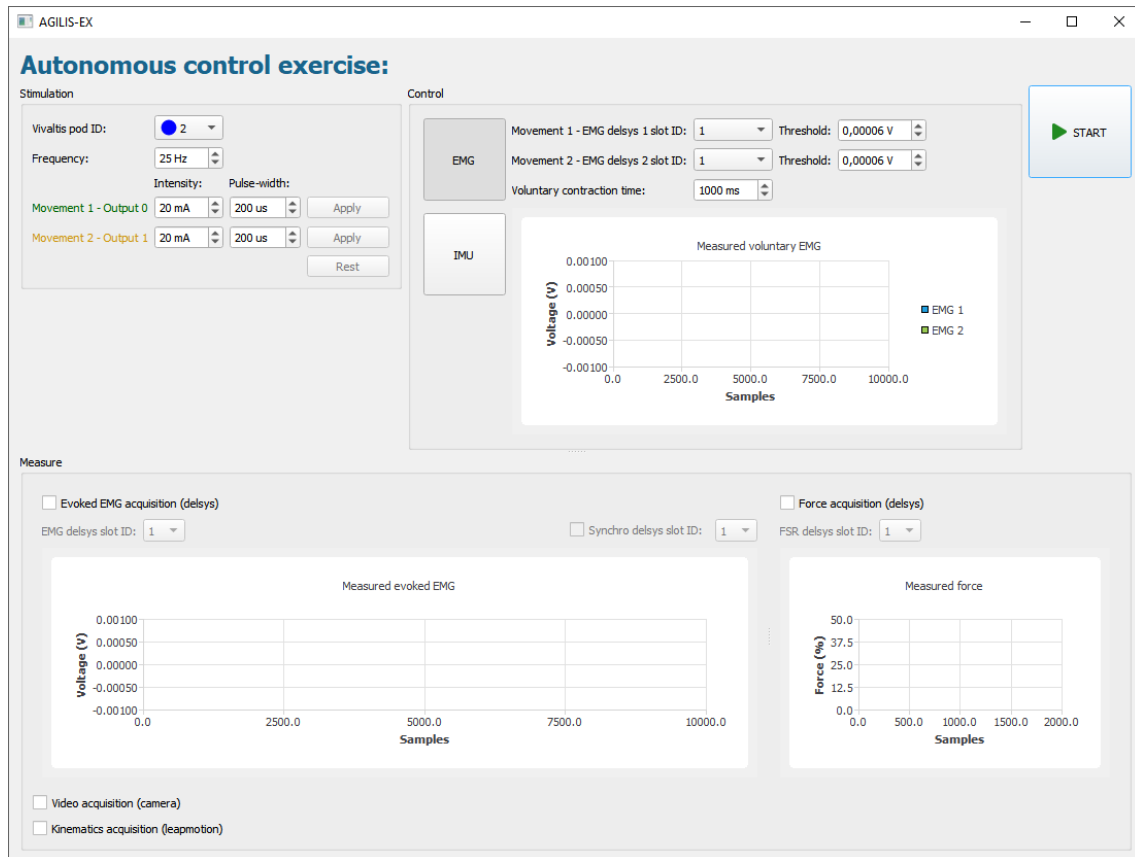 AGILIS-EX
Autonomous control exercise:
Stimulation
Vivaltis pod ID: 2
Frequency: 25 Hz
Intensity: Pulse-width:
Movement 1 - Output 0 20 mA 200 us Apply
Movement 2 - Output 1 20 mA 200 us Apply
Rest
Control
EMG
IMU
Movement 1 - EMG delsys 1 slot ID: 1 Threshold: 0,00006 V
Movement 2 - EMG delsys 2 slot ID: 1 Threshold: 0,00006 V
Voluntary contraction time: 1000 ms
Measured voluntary EMG
Voltage (V)
0.00100
0.00050
0.00000
-0.00050
-0.00100
0.0 2500.0 5000.0 7500.0 10000.0
Samples
EMG 1
EMG 2
START
Measure
Evoked EMG acquisition (delsys)
EMG delsys slot ID: 1 Synchro delsys slot ID: 1
Measured evoked EMG
Voltage (V)
0.00100
0.00050
0.00000
-0.00050
-0.00100
0.0 2500.0 5000.0 7500.0 10000.0
Samples
Force acquisition (delsys)
FSR delsys slot ID: 1
Measured force
Force (%)
50.0
37.5
25.0
12.5
0.0
0.0 500.0 1000.0 1500.0 2000.0
Samples
Video acquisition (camera)
Kinematics acquisition (leapmotion)